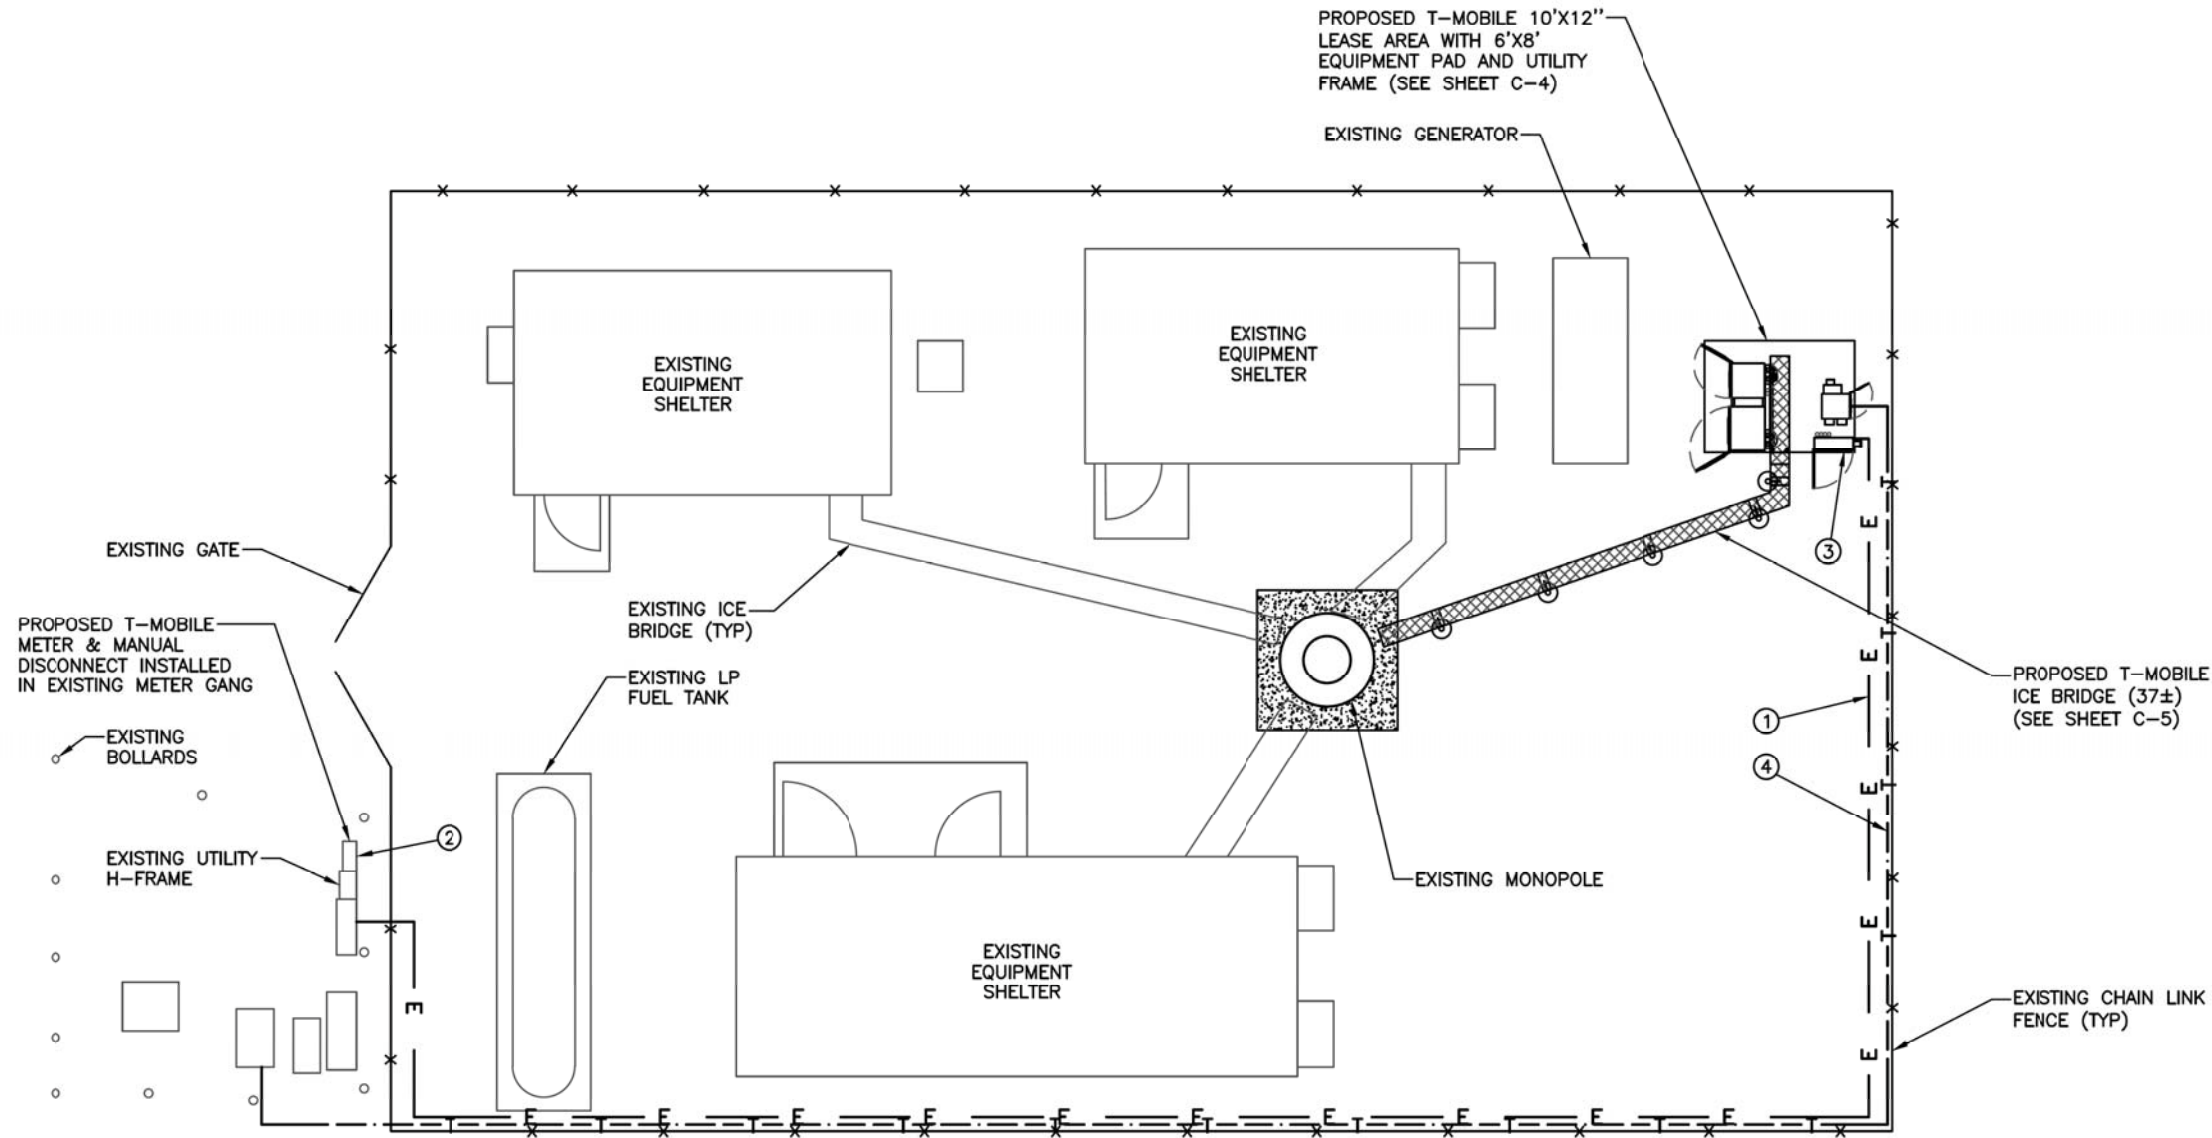 PROPOSED T-MOBILE 10'X12"
LEASE AREA WITH 6'X8'
EQUIPMENT PAD AND UTILITY
FRAME (SEE SHEET C-4)
EXISTING GENERATOR
EXISTING
EQUIPMENT
SHELTER
EXISTING
EQUIPMENT
SHELTER
EXISTING GATE
3
EXISTING ICE
BRIDGE (TYP)
PROPOSED T-MOBILE
METER & MANUAL
DISCONNECT INSTALLED
IN EXISTING METER GANG
EXISTING LP
FUEL TANK
PROPOSED T-MOBILE
ICE BRIDGE (37±)
(SEE SHEET C-5)
1
EXISTING
BOLLARDS
4
2
EXISTING UTILITY
H-FRAME
EXISTING MONOPOLE
EXISTING
EQUIPMENT
SHELTER
EXISTING CHAIN LINK
FENCE (TYP)
E
E
E
E
E
E
T
T
T
T
E E E E E E E E E E
T T T T T T T T T T